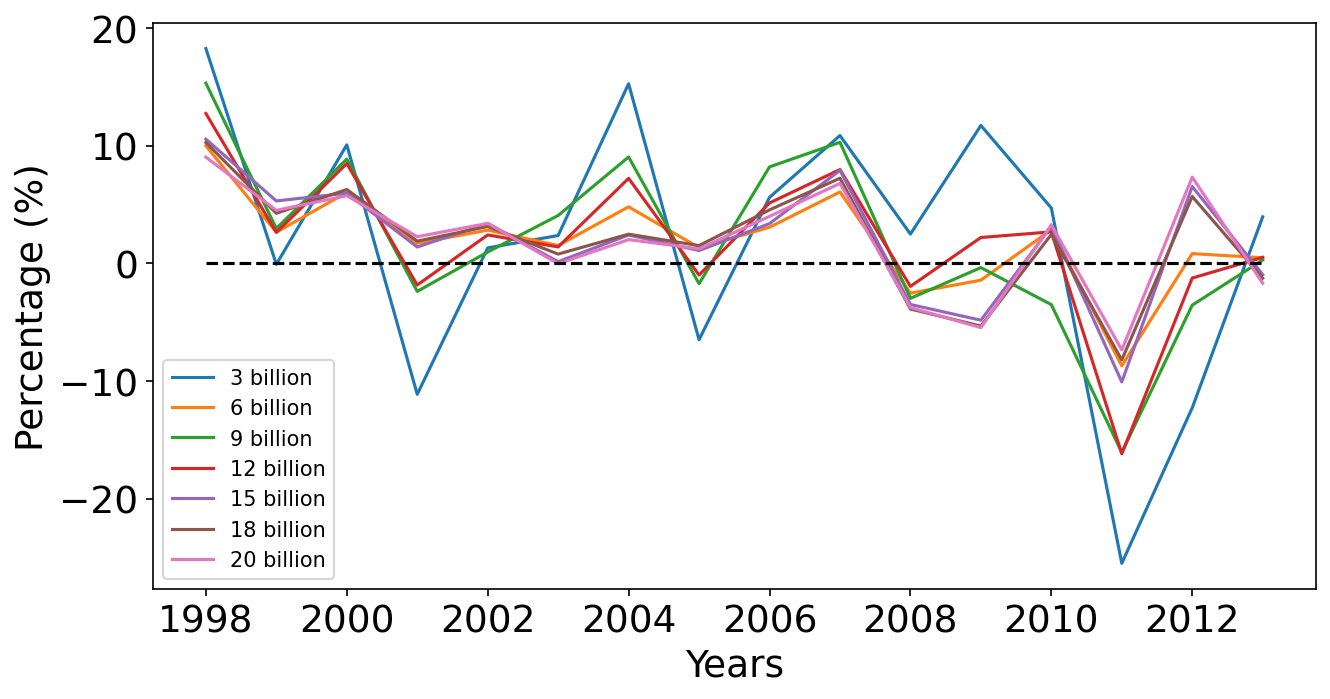 20
10
0
−10
−20
Percentage (%)
3 billion
6 billion
9 billion
12 billion
15 billion
18 billion
20 billion
1998 2000 2002 2004 2006 2008 2010 2012
Years